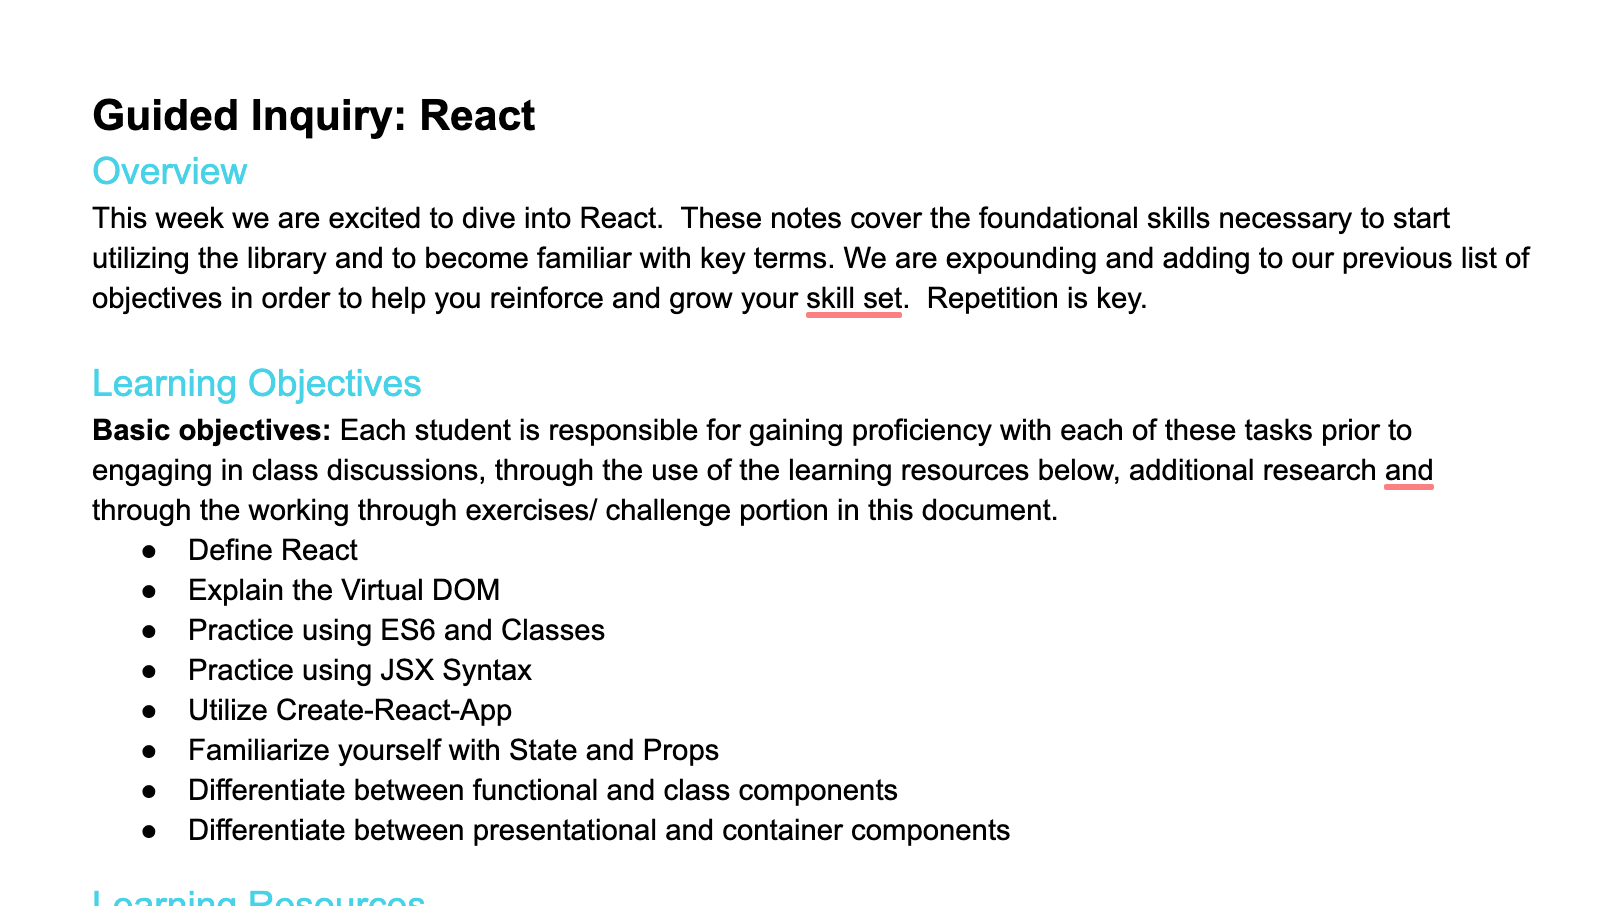 Guided Inquiry: React
Overview
This week we are excited to dive into React.  These notes cover the foundational skills necessary to start
utilizing the library and to become familiar with key terms. We are expounding and adding to our previous list of
objectives in order to help you reinforce and grow your skill set.  Repetition is key.
Learning Objectives
Basic objectives: Each student is responsible for gaining proficiency with each of these tasks prior to
engaging in class discussions, through the use of the learning resources below, additional research and
through the working through exercises/ challenge portion in this document.
● Define React
● Explain the Virtual DOM
● Practice using ES6 and Classes
● Practice using JSX Syntax
● Utilize Create-React-App
● Familiarize yourself with State and Props
● Differentiate between functional and class components
● Differentiate between presentational and container components
Learning Resources